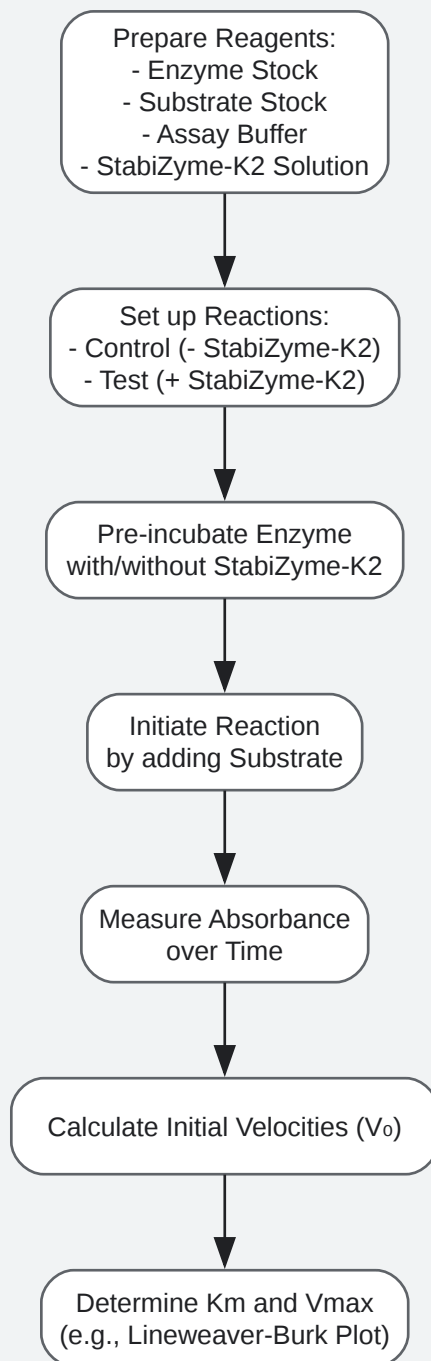 Prepare Reagents:
- Enzyme Stock
- Substrate Stock
- Assay Buffer
- StabiZyme-K2 Solution
Set up Reactions:
- Control (- StabiZyme-K2)
- Test (+ StabiZyme-K2)
Pre-incubate Enzyme
with/without StabiZyme-K2
Initiate Reaction
by adding Substrate
Measure Absorbance
over Time
Calculate Initial Velocities (V₀)
Determine Km and Vmax
(e.g., Lineweaver-Burk Plot)